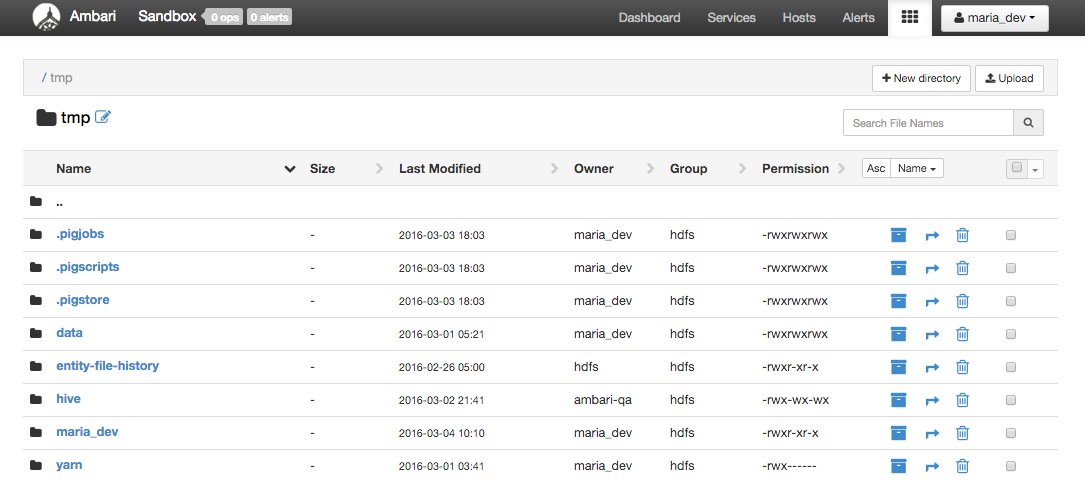 Ambari Sandbox 0 ops 0 alerts Dashboard Services Hosts Alerts maria_dev
/ tmp New directory Upload
tmp Search File Names
Name Size Last Modified Owner Group Permission Asc Name
..
.pigjobs - 2016-03-03 18:03 maria_dev hdfs -rwxrwxrwx
.pigscripts - 2016-03-03 18:03 maria_dev hdfs -rwxrwxrwx
.pigstore - 2016-03-03 18:03 maria_dev hdfs -rwxrwxrwx
data - 2016-03-01 05:21 maria_dev hdfs -rwxrwxrwx
entity-file-history - 2016-02-26 05:00 hdfs hdfs -rwxr-xr-x
hive - 2016-03-02 21:41 ambari-qa hdfs -rwx-wx-wx
maria_dev - 2016-03-04 10:10 maria_dev hdfs -rwxr-xr-x
yarn - 2016-03-01 03:41 maria_dev hdfs -rwx------